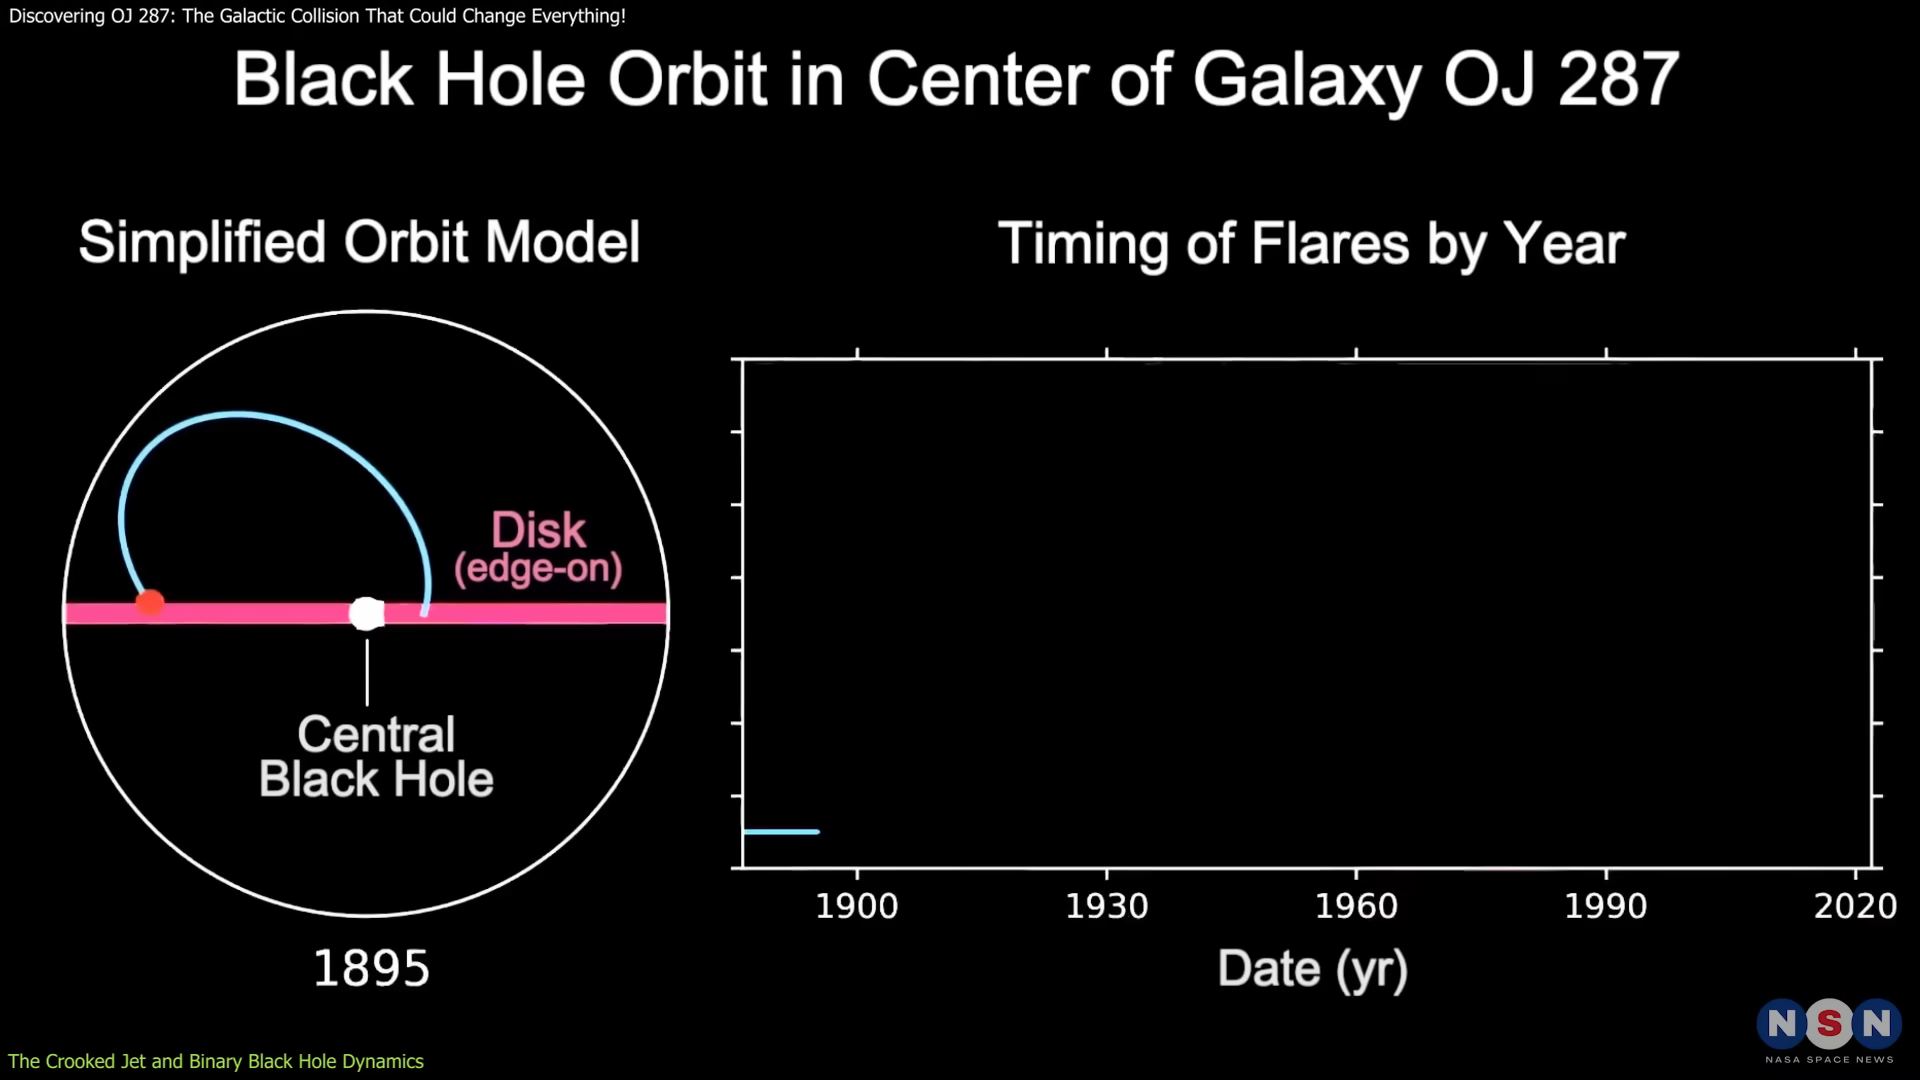 Discovering OJ 287: The Galactic Collision That Could Change Everything!
Black Hole Orbit in Center of Galaxy OJ 287
Simplified Orbit Model
Timing of Flares by Year
Disk
(edge-on)
Central
Black Hole
1895
1900 1930 1960 1990 2020
Date (yr)
NSN
NASA SPACE NEWS
The Crooked Jet and Binary Black Hole Dynamics